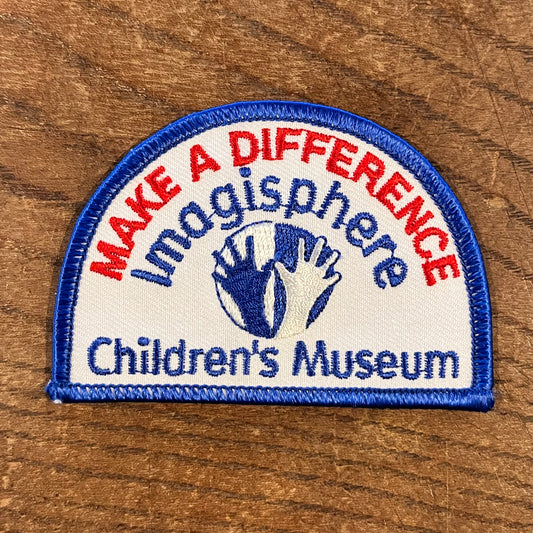 MAKE A DIFFERENCE
Imagisphere
Children's Museum